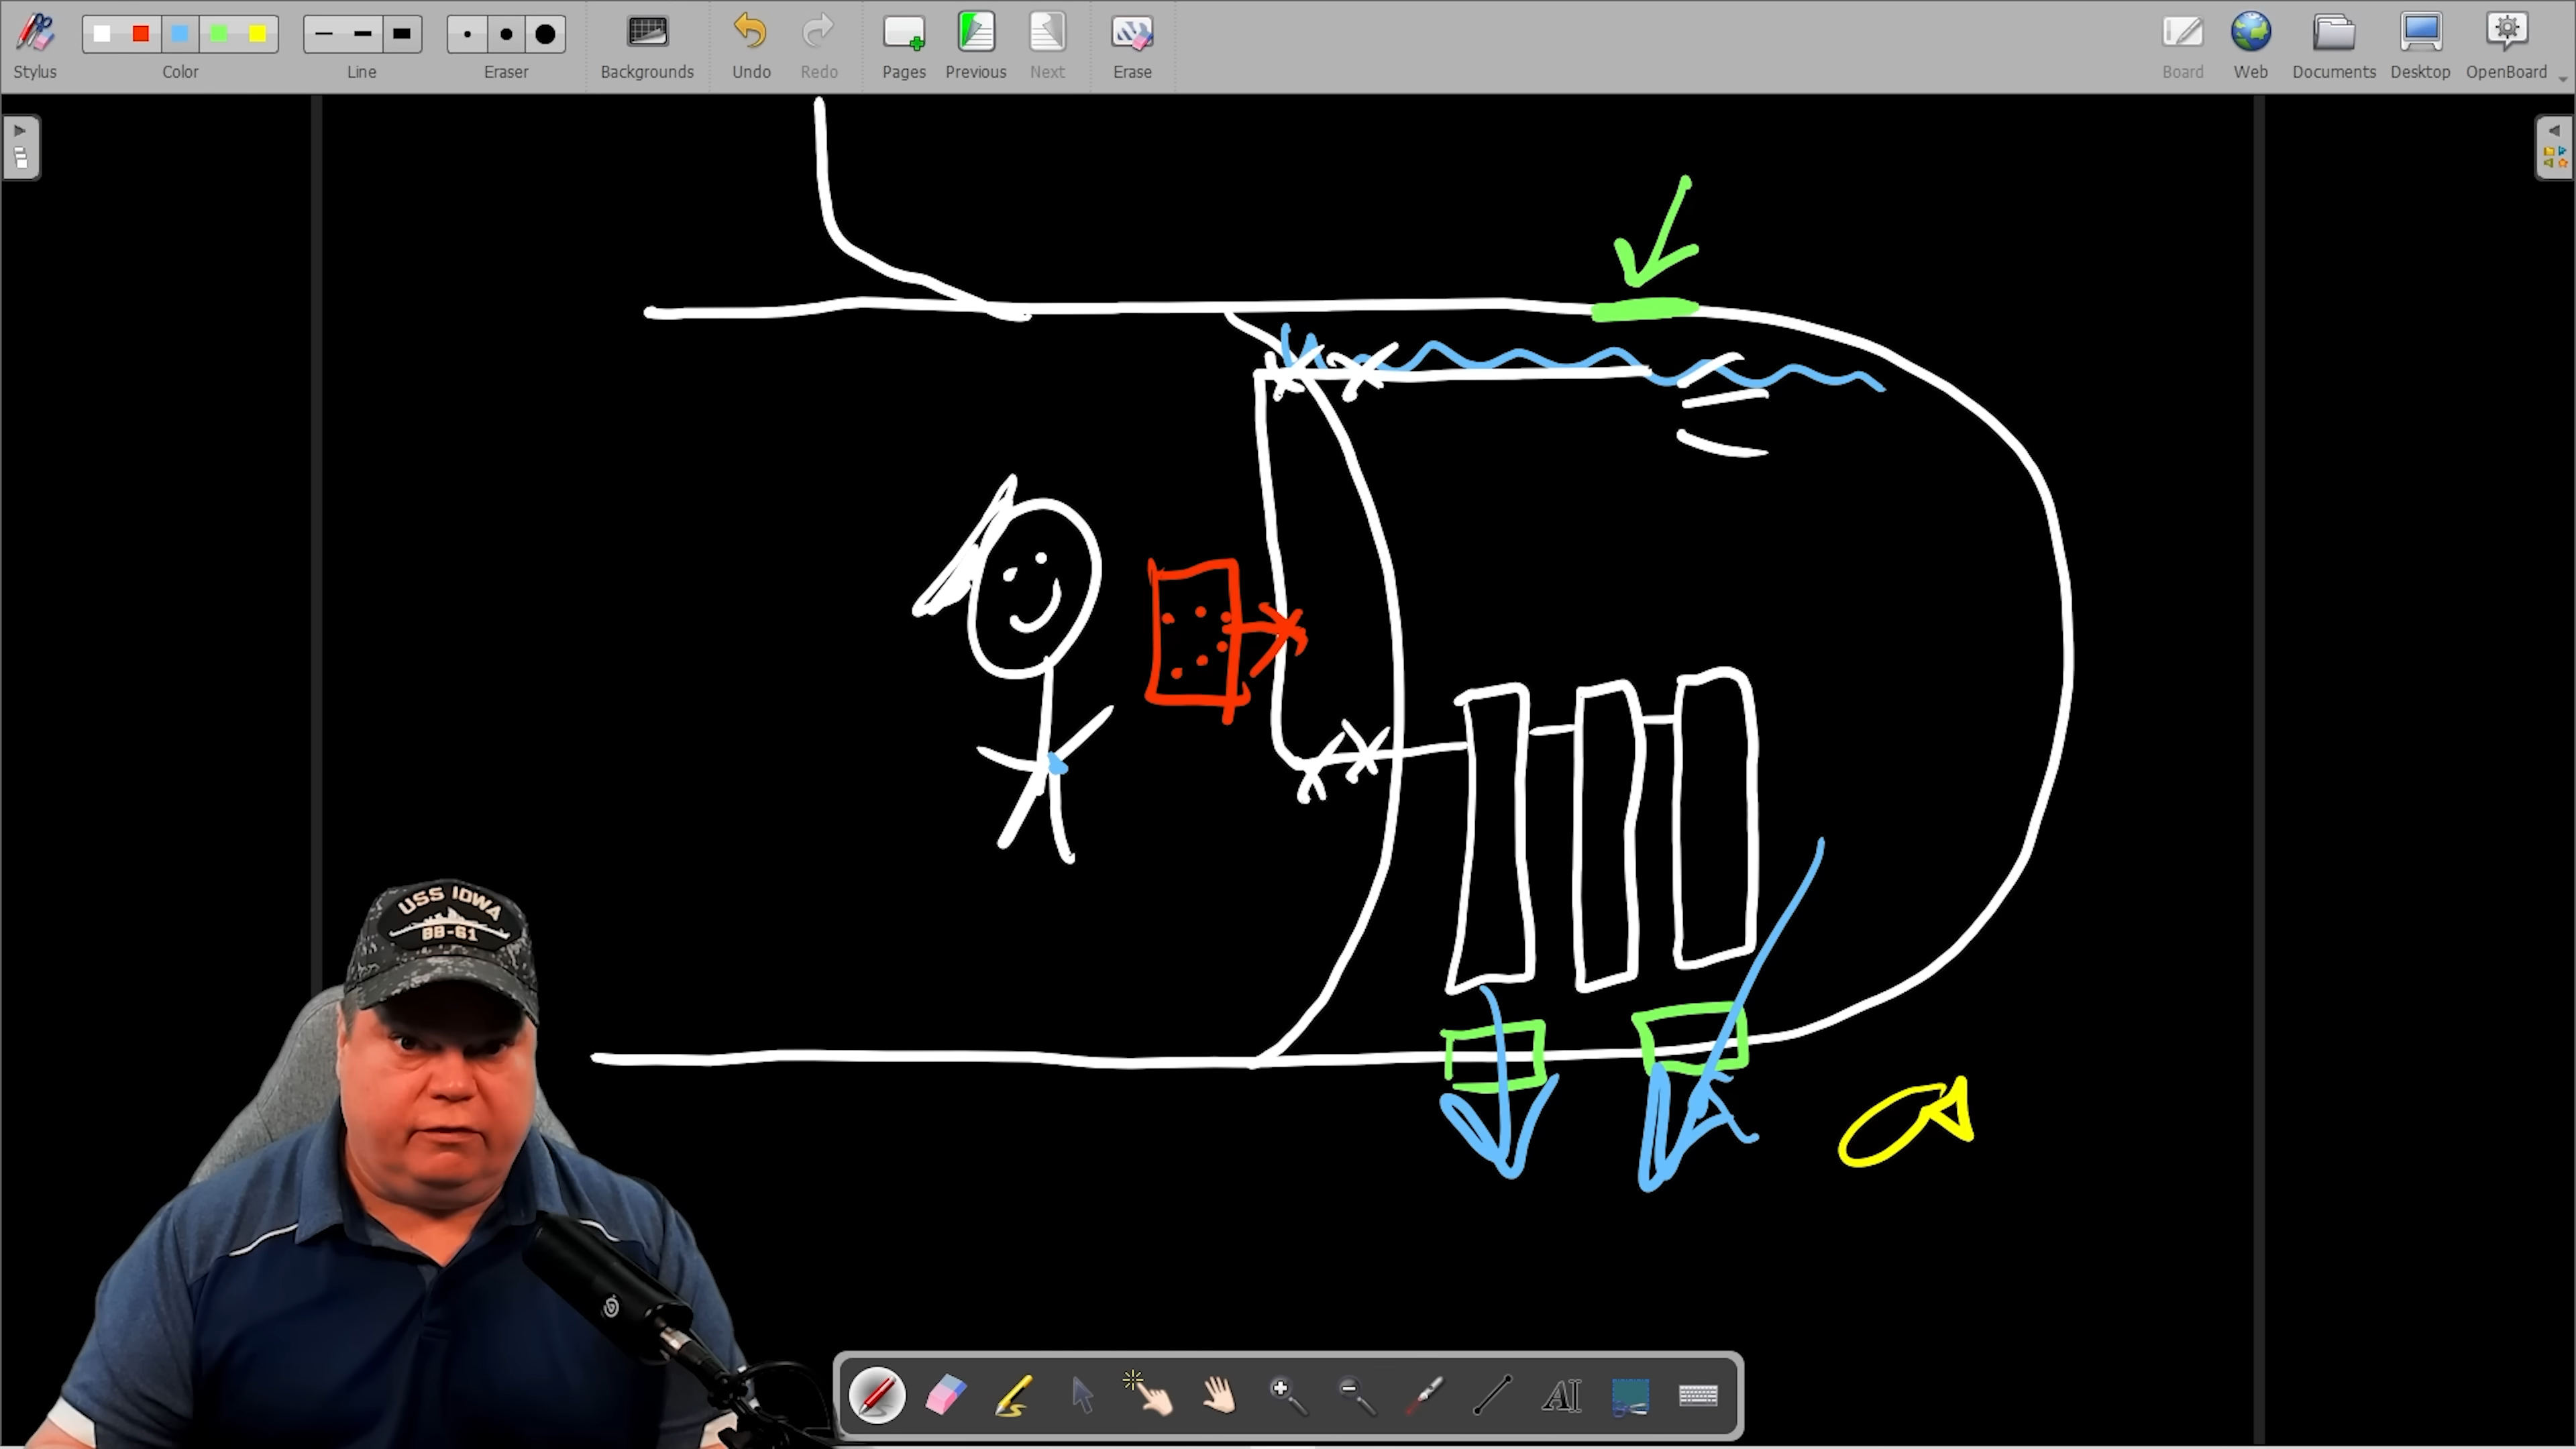 Stylus
Color
Line
Eraser
Backgrounds
Undo
Redo
Pages
Previous
Next
Erase
Board
Web
Documents
Desktop
OpenBoard
USS IOWA
BB-61
AI